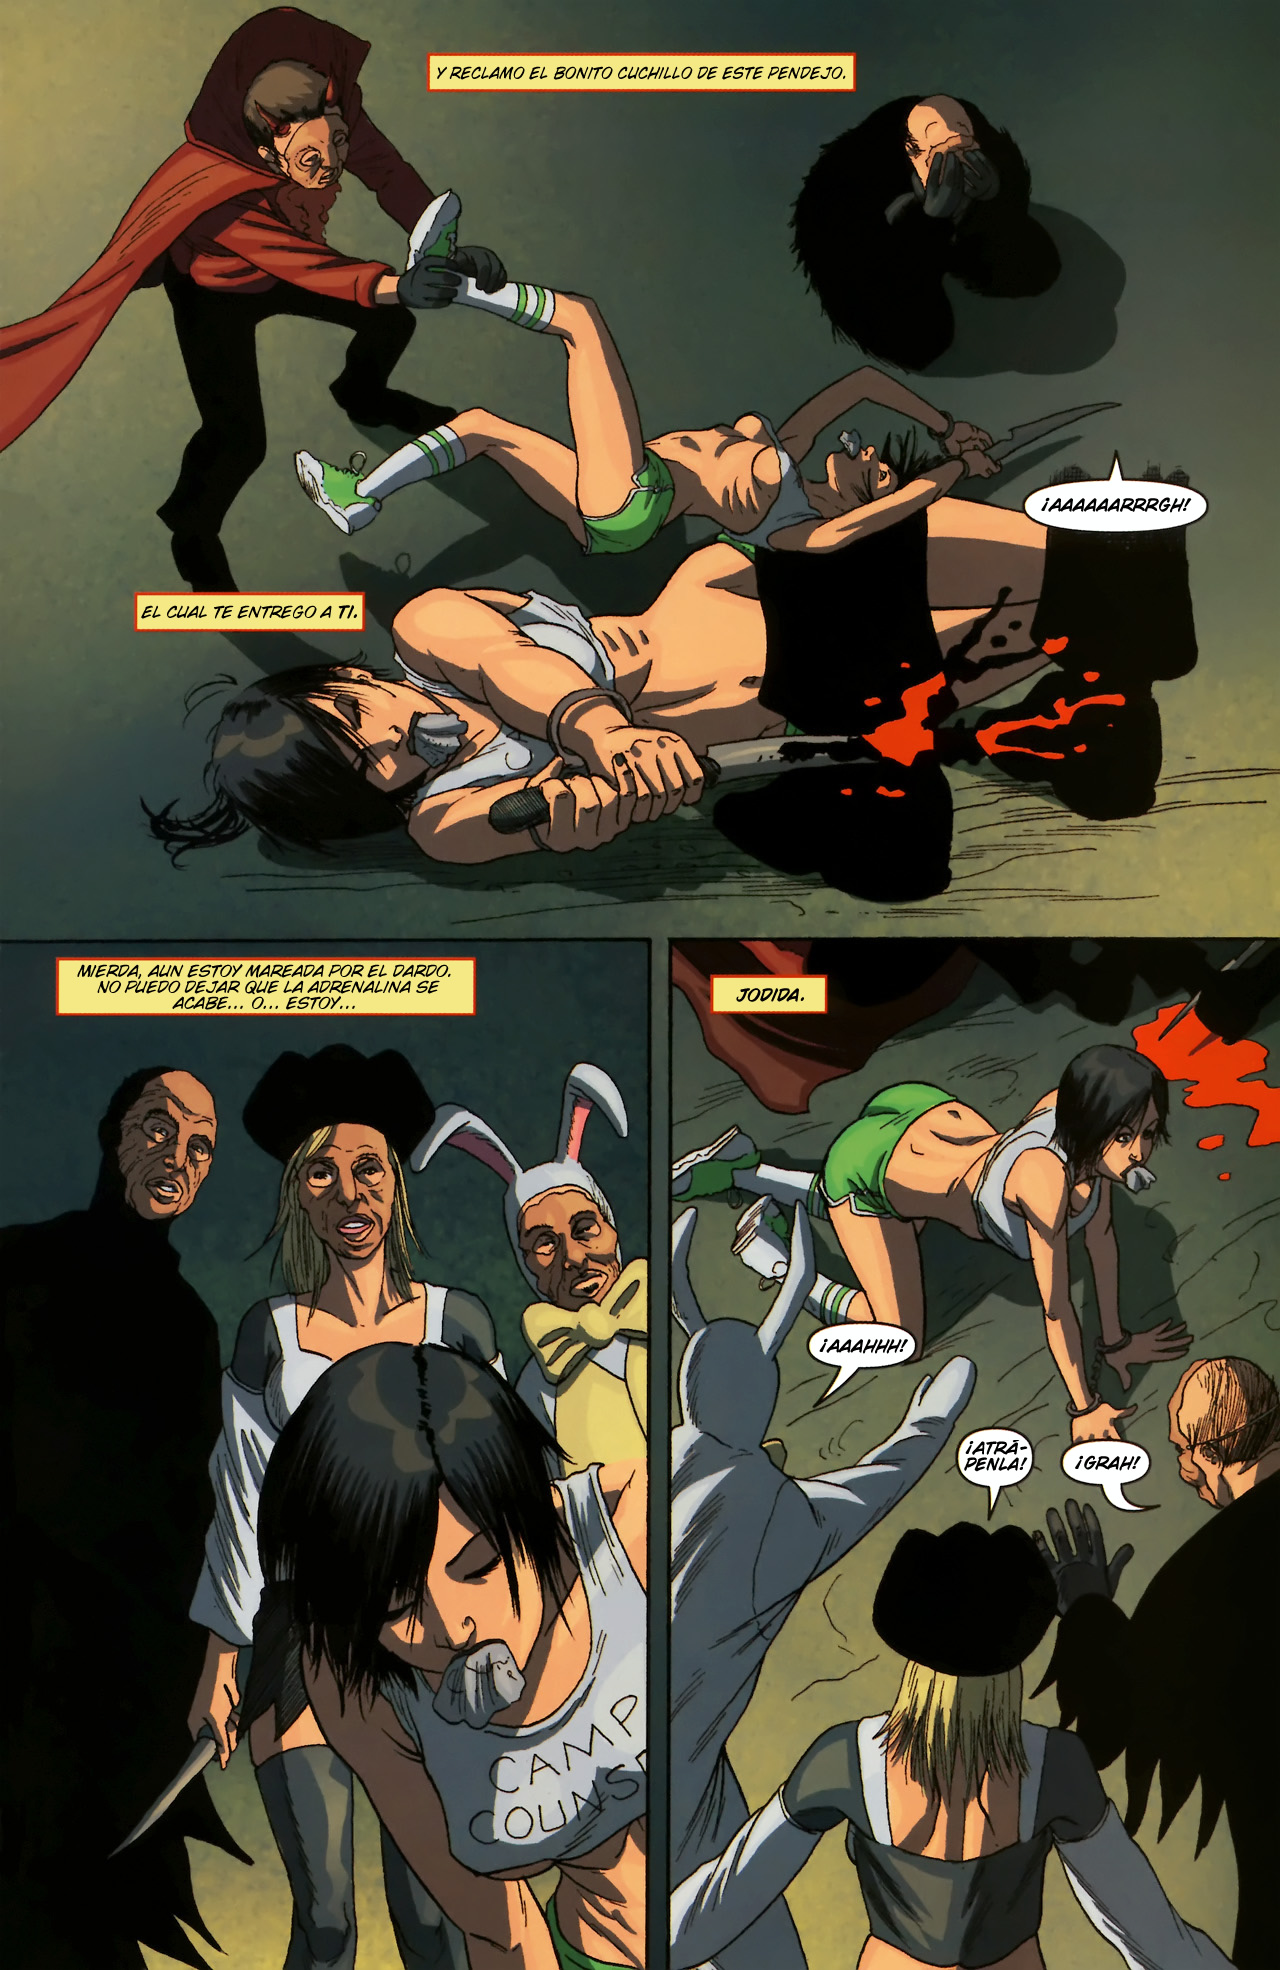 Y RECLAMO EL BONITO CUCHILLO DE ESTE PENDEJO.
¡AAAAAARRRGH!
EL CUAL TE ENTREGO A TI.
MIERDA, AUN ESTOY MAREADA POR EL DARDO.
NO PUEDO DEJAR QUE LA ADRENALINA SE
ACABE... O... ESTOY...
CAMP
COUNS
JODIDA.
¡AAAHHH!
¡ATRÁ-
PENLA!
¡GRAH!